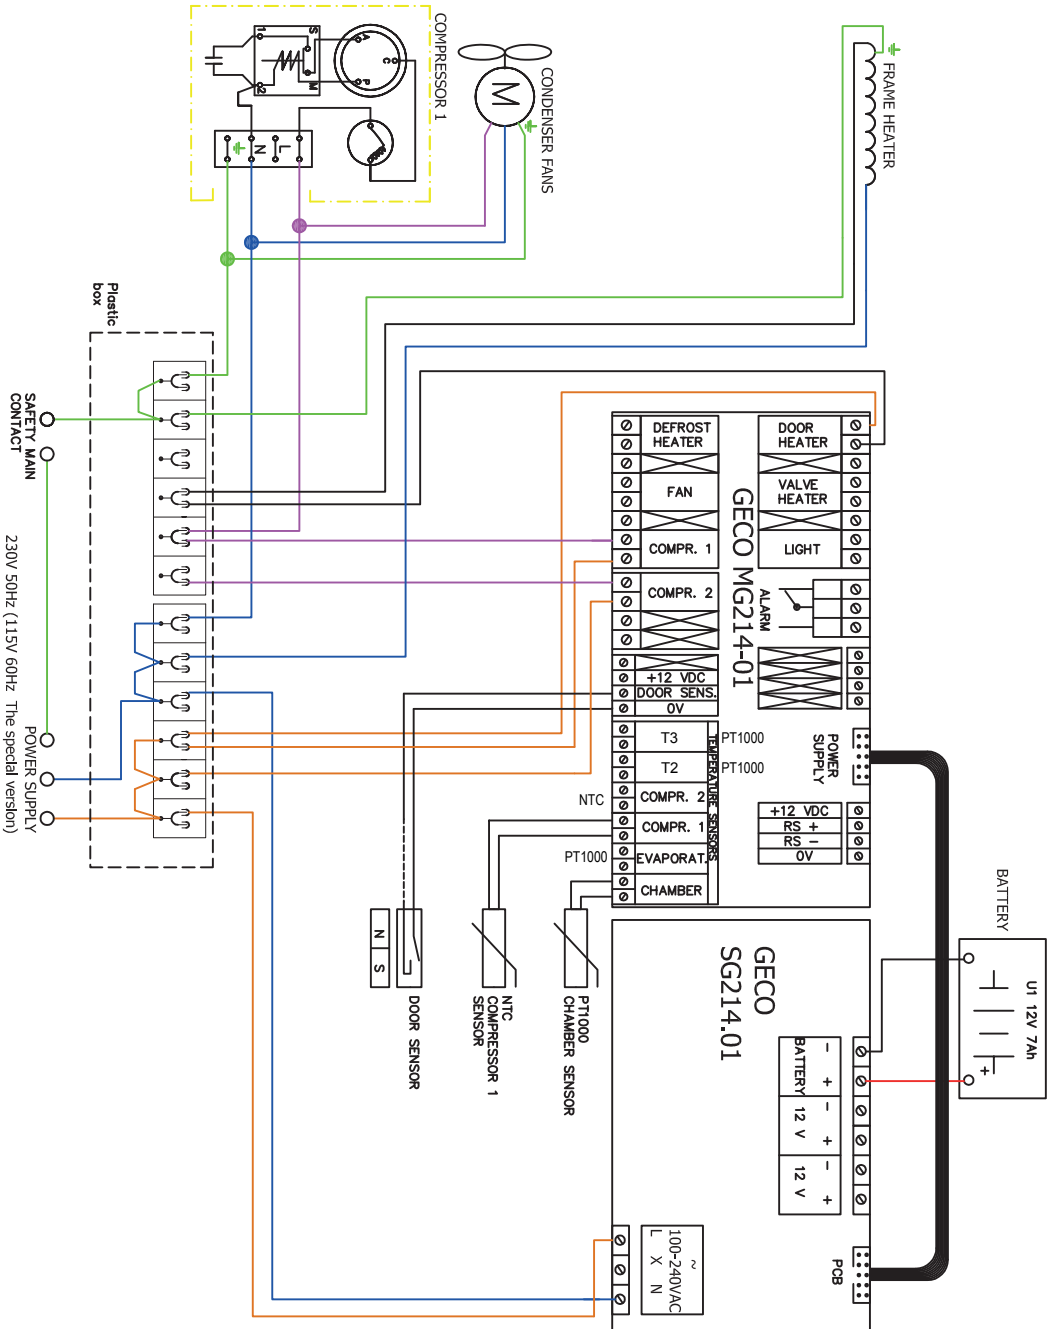 COMPRESSOR 1
1
S
2
M
A
C
P
N
L
M
CONDENSER FANS
FRAME HEATER
Plastic
box
SAFETY MAIN
CONTACT
230V 50Hz (115V 60Hz The special version)
POWER SUPPLY
GECO MG214-01
DEFROST
HEATER
FAN
COMPR. 1
COMPR. 2
+12 VDC
DOOR SENS.
0V
DOOR
HEATER
VALVE
HEATER
LIGHT
ALARM
POWER
SUPPLY
+12 VDC
RS +
RS -
0V
TEMPERATURE SENSORS
T3
PT1000
T2
PT1000
COMPR. 2
NTC
COMPR. 1
EVAPORAT.
PT1000
CHAMBER
N S
DOOR SENSOR
NTC
COMPRESSOR 1
SENSOR
PT1000
CHAMBER SENSOR
GECO
SG214.01
BATTERY
U1 12V 7Ah
+
- +
BATTERY
- +
12 V
- +
12 V
PCB
~
100-240VAC
L X N